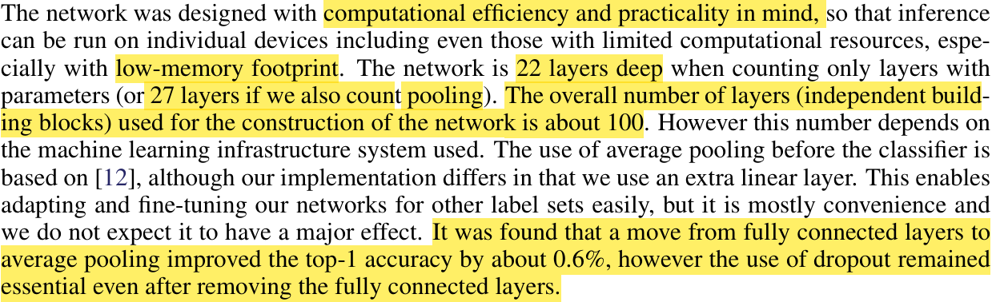 The network was designed with computational efficiency and practicality in mind, so that inference
can be run on individual devices including even those with limited computational resources, espe-
cially with low-memory footprint. The network is 22 layers deep when counting only layers with
parameters (or 27 layers if we also count pooling). The overall number of layers (independent build-
ing blocks) used for the construction of the network is about 100. However this number depends on
the machine learning infrastructure system used. The use of average pooling before the classifier is
based on [12], although our implementation differs in that we use an extra linear layer. This enables
adapting and fine-tuning our networks for other label sets easily, but it is mostly convenience and
we do not expect it to have a major effect. It was found that a move from fully connected layers to
average pooling improved the top-1 accuracy by about 0.6%, however the use of dropout remained
essential even after removing the fully connected layers.